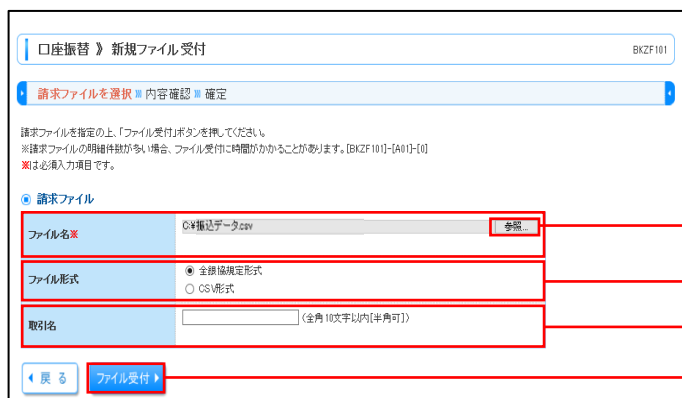 口座振替 》 新規ファイル受付
BKZF101
請求ファイルを選択 》 内容確認 》 確定
請求ファイルを指定の上、「ファイル受付」ボタンを押してください。
※請求ファイルの明細件数が多い場合、ファイル受付に時間がかかることがあります。[BKZF101]-[A01]-[0]
※は必須入力項目です。
請求ファイル
ファイル名※
C:¥振込データ.csv
参照...
ファイル形式
全銀協規定形式
CSV形式
取引名
(全角10文字以内[半角可])
戻る
ファイル受付